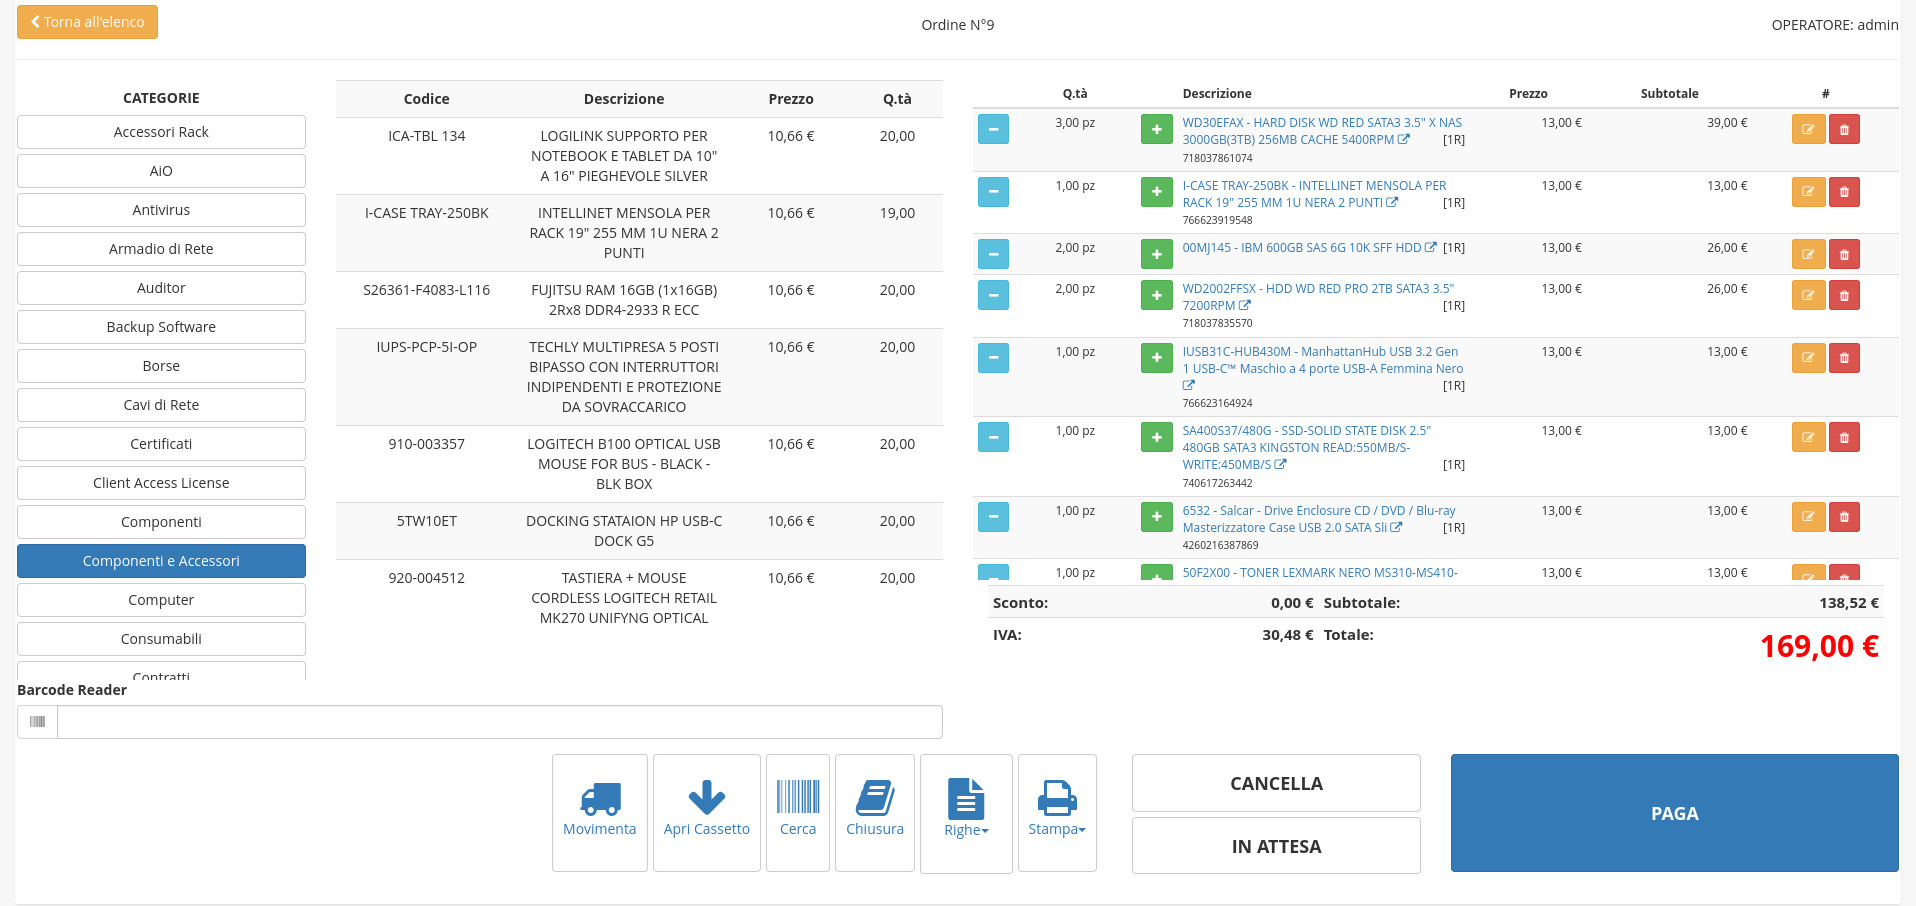 Torna all'elenco
Ordine N°9
OPERATORE: admin
CATEGORIE
Accessori Rack
AiO
Antivirus
Armadio di Rete
Auditor
Backup Software
Borse
Cavi di Rete
Certificati
Client Access License
Componenti
Componenti e Accessori
Computer
Consumabili
Contratti
Codice Descrizione Prezzo Q.tà
ICA-TBL 134 LOGILINK SUPPORTO PER 10,66 € 20,00
NOTEBOOK E TABLET DA 10"
A 16" PIEGHEVOLE SILVER
I-CASE TRAY-250BK INTELLINET MENSOLA PER 10,66 € 19,00
RACK 19" 255 MM 1U NERA 2
PUNTI
S26361-F4083-L116 FUJITSU RAM 16GB (1x16GB) 10,66 € 20,00
2Rx8 DDR4-2933 R ECC
IUPS-PCP-5I-OP TECHLY MULTIPRESA 5 POSTI 10,66 € 20,00
BIPASSO CON INTERRUTTORI
INDIPENDENTI E PROTEZIONE
DA SOVRACCARICO
910-003357 LOGITECH B100 OPTICAL USB 10,66 € 20,00
MOUSE FOR BUS - BLACK -
BLK BOX
5TW10ET DOCKING STATAION HP USB-C 10,66 € 20,00
DOCK G5
920-004512 TASTIERA + MOUSE 10,66 € 20,00
CORDLESS LOGITECH RETAIL
MK270 UNIFYNG OPTICAL
Q.tà Descrizione Prezzo Subtotale #
3,00 pz WD30EFAX - HARD DISK WD RED SATA3 3.5" X NAS 13,00 € 39,00 €
3000GB(3TB) 256MB CACHE 5400RPM [1R]
718037861074
1,00 pz I-CASE TRAY-250BK - INTELLINET MENSOLA PER 13,00 € 13,00 €
RACK 19" 255 MM 1U NERA 2 PUNTI [1R]
766623919548
2,00 pz 00MJ145 - IBM 600GB SAS 6G 10K SFF HDD [1R] 13,00 € 26,00 €
2,00 pz WD2002FFSX - HDD WD RED PRO 2TB SATA3 3.5" 13,00 € 26,00 €
7200RPM [1R]
718037835570
1,00 pz IUSB31C-HUB430M - ManhattanHub USB 3.2 Gen 13,00 € 13,00 €
1 USB-C™ Maschio a 4 porte USB-A Femmina Nero
[1R]
766623164924
1,00 pz SA400S37/480G - SSD-SOLID STATE DISK 2.5" 13,00 € 13,00 €
480GB SATA3 KINGSTON READ:550MB/S-
WRITE:450MB/S [1R]
740617263442
1,00 pz 6532 - Salcar - Drive Enclosure CD / DVD / Blu-ray 13,00 € 13,00 €
Masterizzatore Case USB 2.0 SATA Sli [1R]
4260216387869
1,00 pz 50F2X00 - TONER LEXMARK NERO MS310-MS410- 13,00 € 13,00 €
Sconto: 0,00 € Subtotale: 138,52 €
IVA: 30,48 € Totale: 169,00 €
Barcode Reader
Movimenta
Apri Cassetto
Cerca
Chiusura
Righe
Stampa
CANCELLA
IN ATTESA
PAGA